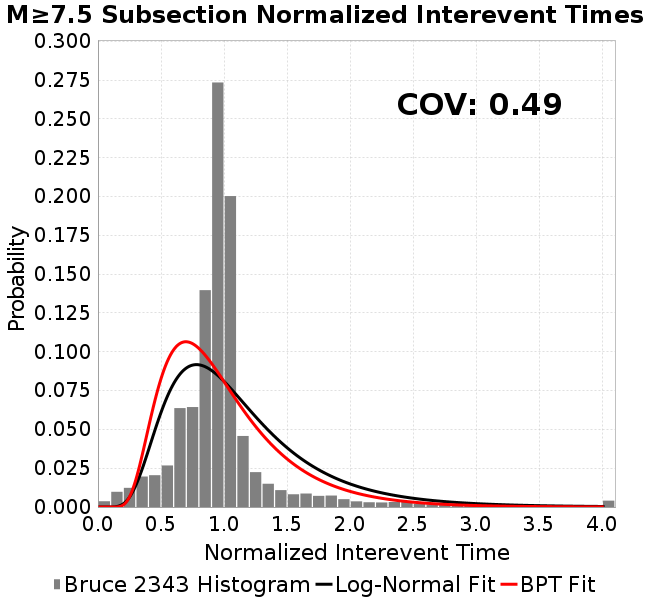 M≥7.5 Subsection Normalized Interevent Times
COV: 0.49
Probability
0.300
0.275
0.250
0.225
0.200
0.175
0.150
0.125
0.100
0.075
0.050
0.025
0.000
0.0 0.5 1.0 1.5 2.0 2.5 3.0 3.5 4.0
Normalized Interevent Time
Bruce 2343 Histogram Log-Normal Fit BPT Fit